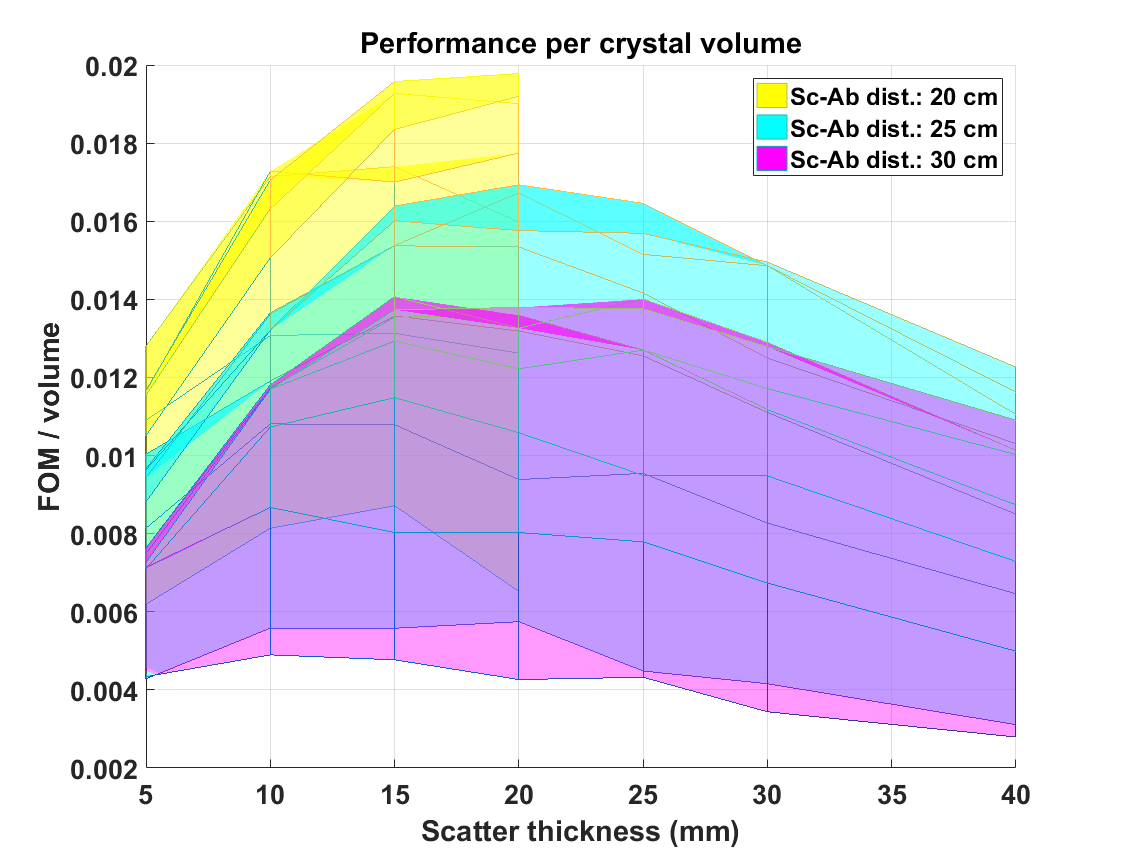 Performance per crystal volume
Sc-Ab dist.: 20 cm
Sc-Ab dist.: 25 cm
Sc-Ab dist.: 30 cm
FOM / volume
0.02
0.018
0.016
0.014
0.012
0.01
0.008
0.006
0.004
0.002
5 10 15 20 25 30 35 40
Scatter thickness (mm)